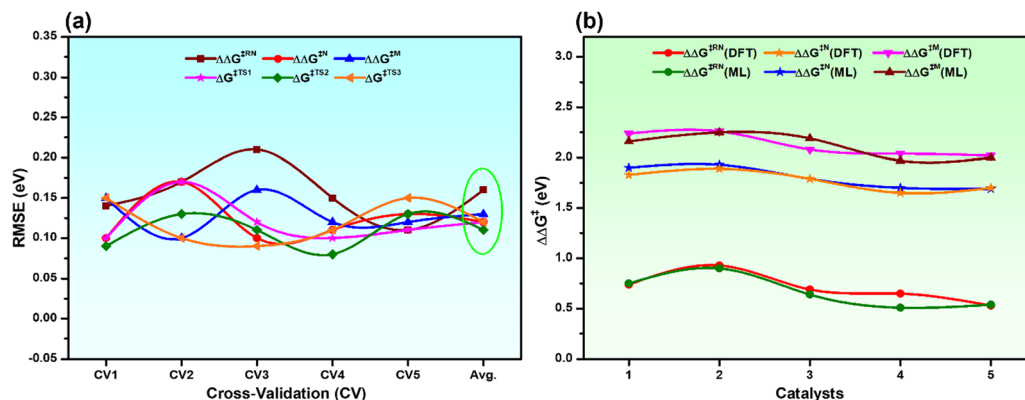 (a)
0.35
0.30
0.25
0.20
0.15
0.10
0.05
0.00
-0.05
RMSE (eV)
ΔΔG‡RN ΔΔG‡N ΔΔG‡M
ΔG‡TS1 ΔG‡TS2 ΔG‡TS3
CV1 CV2 CV3 CV4 CV5 Avg.
Cross-Validation (CV)
(b)
3.0
2.5
2.0
1.5
1.0
0.5
0.0
ΔΔG‡ (eV)
ΔΔG‡RN(DFT) ΔΔG‡N(DFT) ΔΔG‡M(DFT)
ΔΔG‡RN(ML) ΔΔG‡N(ML) ΔΔG‡M(ML)
1 2 3 4 5
Catalysts